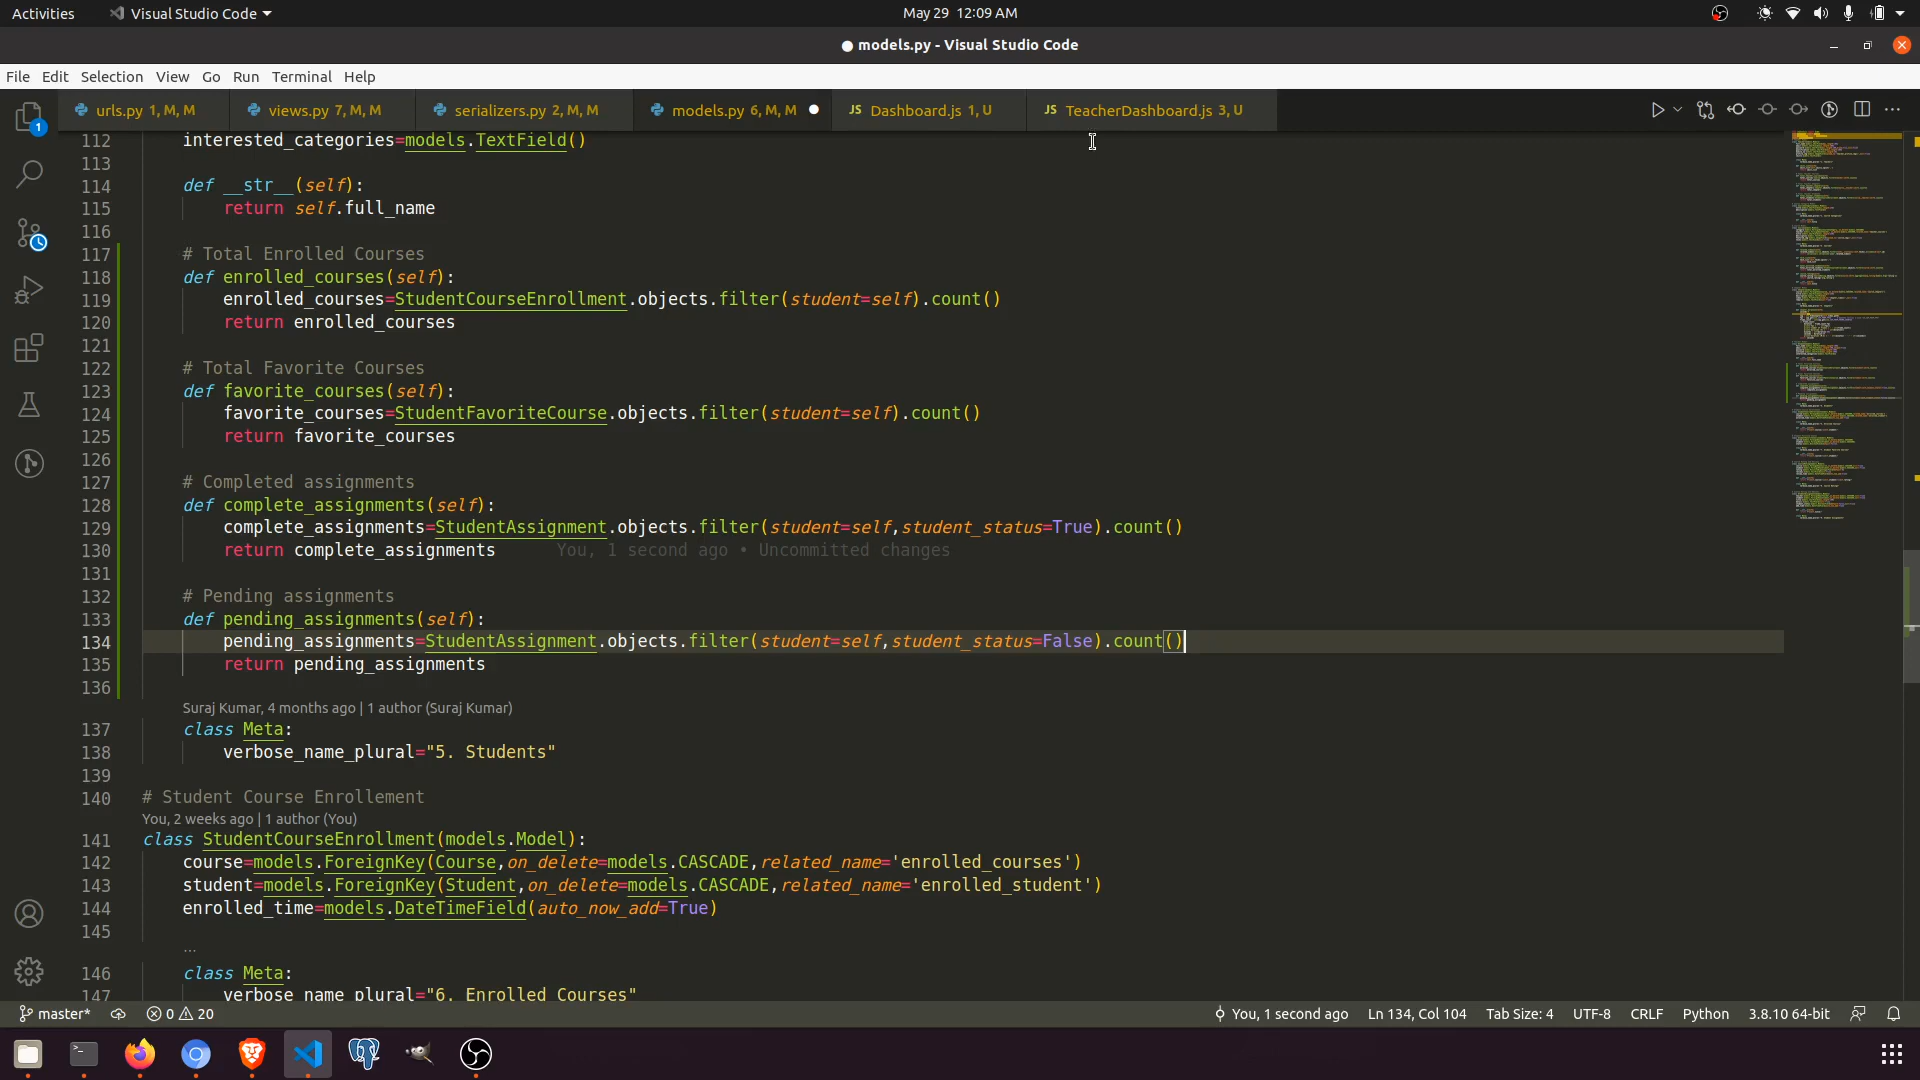 Activities
Visual Studio Code
May 29 12:09 AM
models.py - Visual Studio Code
File Edit Selection View Go Run Terminal Help
urls.py 1, M, M
views.py 7, M, M
serializers.py 2, M, M
models.py 6, M, M
JS Dashboard.js 1, U
JS TeacherDashboard.js 3, U
112 interested_categories=models.TextField()
113
114 def __str__(self):
115 return self.full_name
116
117 # Total Enrolled Courses
118 def enrolled_courses(self):
119 enrolled_courses=StudentCourseEnrollment.objects.filter(student=self).count()
120 return enrolled_courses
121
122 # Total Favorite Courses
123 def favorite_courses(self):
124 favorite_courses=StudentFavoriteCourse.objects.filter(student=self).count()
125 return favorite_courses
126
127 # Completed assignments
128 def complete_assignments(self):
129 complete_assignments=StudentAssignment.objects.filter(student=self,student_status=True).count()
130 return complete_assignments You, 1 second ago • Uncommitted changes
131
132 # Pending assignments
133 def pending_assignments(self):
134 pending_assignments=StudentAssignment.objects.filter(student=self,student_status=False).count()
135 return pending_assignments
136
Suraj Kumar, 4 months ago | 1 author (Suraj Kumar)
137 class Meta:
138 verbose_name_plural="5. Students"
139
140 # Student Course Enrollement
You, 2 weeks ago | 1 author (You)
141 class StudentCourseEnrollment(models.Model):
142 course=models.ForeignKey(Course,on_delete=models.CASCADE,related_name='enrolled_courses')
143 student=models.ForeignKey(Student,on_delete=models.CASCADE,related_name='enrolled_student')
144 enrolled_time=models.DateTimeField(auto_now_add=True)
145
...
146 class Meta:
147 verbose_name_plural="6. Enrolled Courses"
1
master* 0 20
You, 1 second ago Ln 134, Col 104 Tab Size: 4 UTF-8 CRLF Python 3.8.10 64-bit